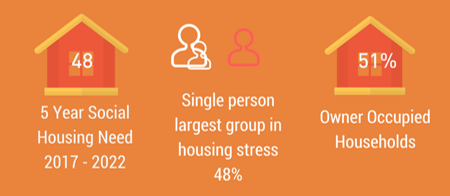 48
5 Year Social
Housing Need
2017 - 2022
Single person
largest group in
housing stress
48%
51%
Owner Occupied
Households